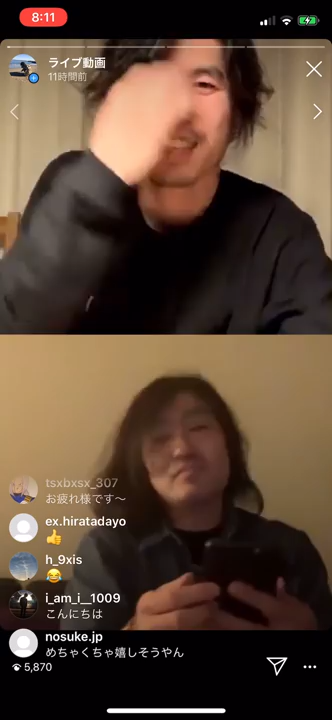 8:11
ライブ動画
11時間前
tsxbxsx_307
お疲れ様です〜
ex.hiratadayo
👍
h_9xis
😂
i_am_i__1009
こんにちは
nosuke.jp
めちゃくちゃ嬉しそうやん
5,870